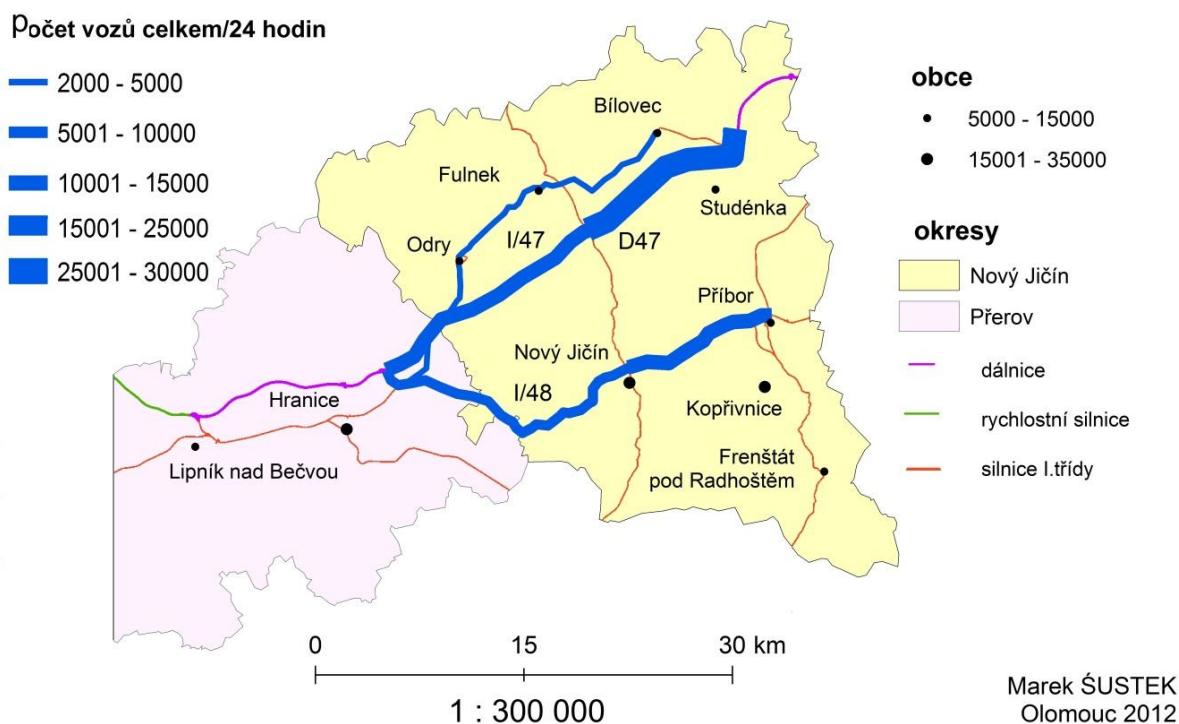 Počet vozů celkem/24 hodin
2000 - 5000
5001 - 10000
10001 - 15000
15001 - 25000
25001 - 30000
Bílovec
Fulnek
Studénka
Odry
I/47
D47
Příbor
Nový Jičín
I/48
Kopřivnice
Hranice
Lipník nad Bečvou
Frenštát
pod Radhoštěm
obce
5000 - 15000
15001 - 35000
okresy
Nový Jičín
Přerov
dálnice
rychlostní silnice
silnice I.třídy
0 15 30 km
1 : 300 000
Marek ŚUSTEK
Olomouc 2012